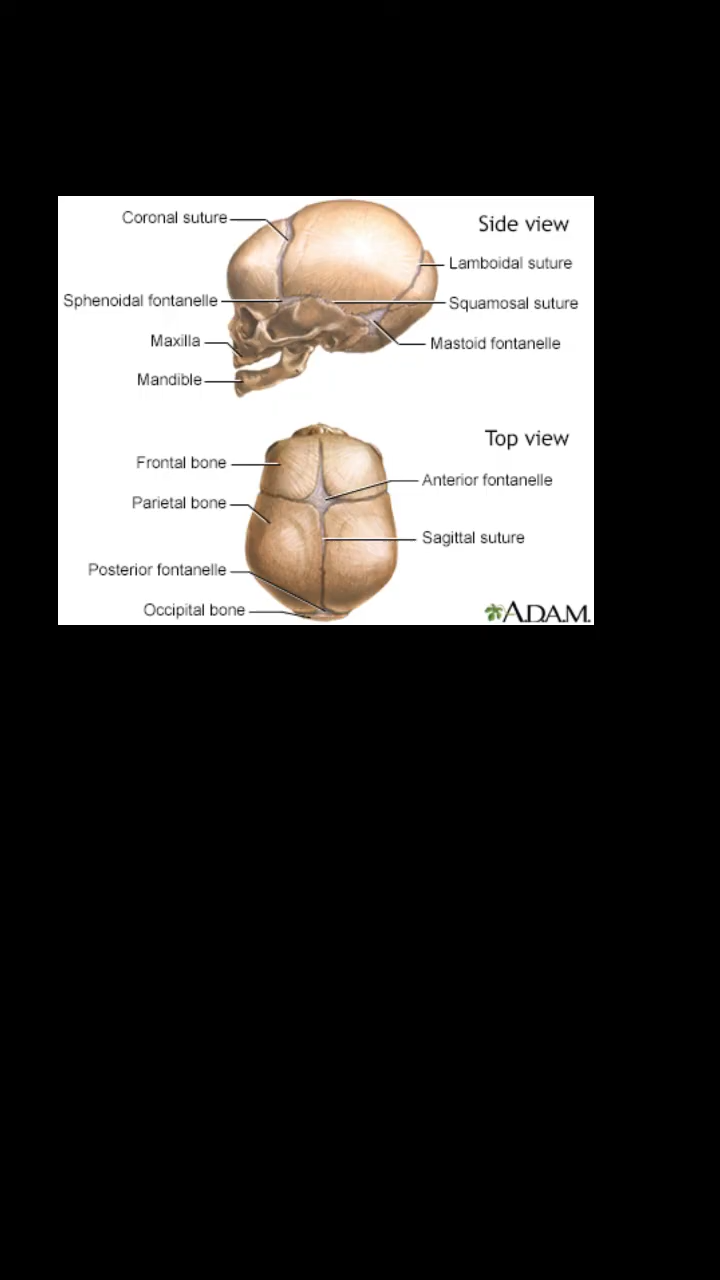 Coronal suture
Side view
Lamboidal suture
Sphenoidal fontanelle
Squamosal suture
Maxilla
Mastoid fontanelle
Mandible
Top view
Frontal bone
Anterior fontanelle
Parietal bone
Sagittal suture
Posterior fontanelle
Occipital bone
A.D.A.M.